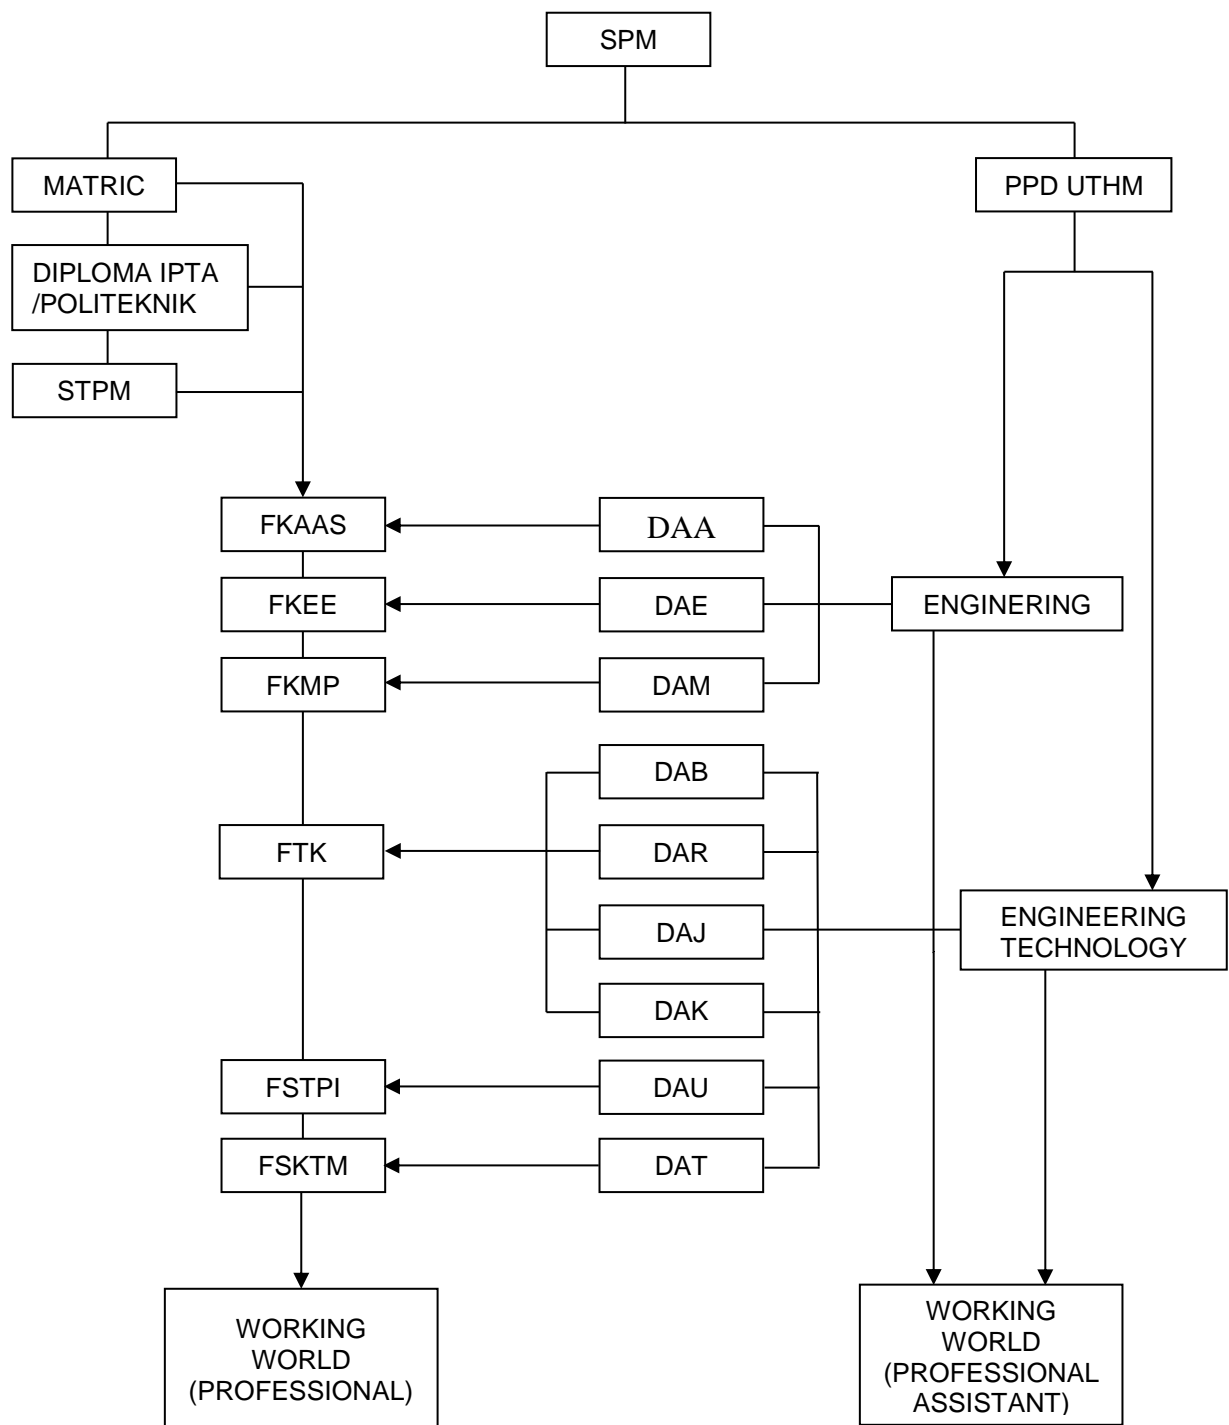 SPM
MATRIC
PPD UTHM
DIPLOMA IPTA
/POLITEKNIK
STPM
FKAAS
DAA
FKEE
DAE
ENGINERING
FKMP
DAM
DAB
FTK
DAR
DAJ
ENGINEERING
TECHNOLOGY
DAK
FSTPI
DAU
FSKTM
DAT
WORKING
WORLD
(PROFESSIONAL)
WORKING
WORLD
(PROFESSIONAL
ASSISTANT)